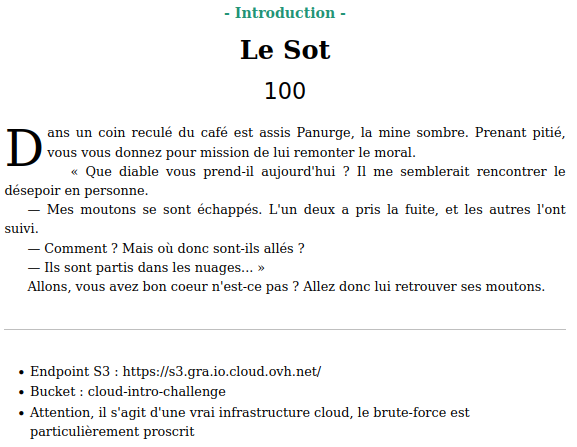 - Introduction -
Le Sot
100
Dans un coin reculé du café est assis Panurge, la mine sombre. Prenant pitié,
vous vous donnez pour mission de lui remonter le moral.
« Que diable vous prend-il aujourd'hui ? Il me semblerait rencontrer le
désepoir en personne.
— Mes moutons se sont échappés. L'un deux a pris la fuite, et les autres l'ont
suivi.
— Comment ? Mais où donc sont-ils allés ?
— Ils sont partis dans les nuages... »
Allons, vous avez bon coeur n'est-ce pas ? Allez donc lui retrouver ses moutons.
• Endpoint S3 : https://s3.gra.io.cloud.ovh.net/
• Bucket : cloud-intro-challenge
• Attention, il s'agit d'une vrai infrastructure cloud, le brute-force est
particulièrement proscrit